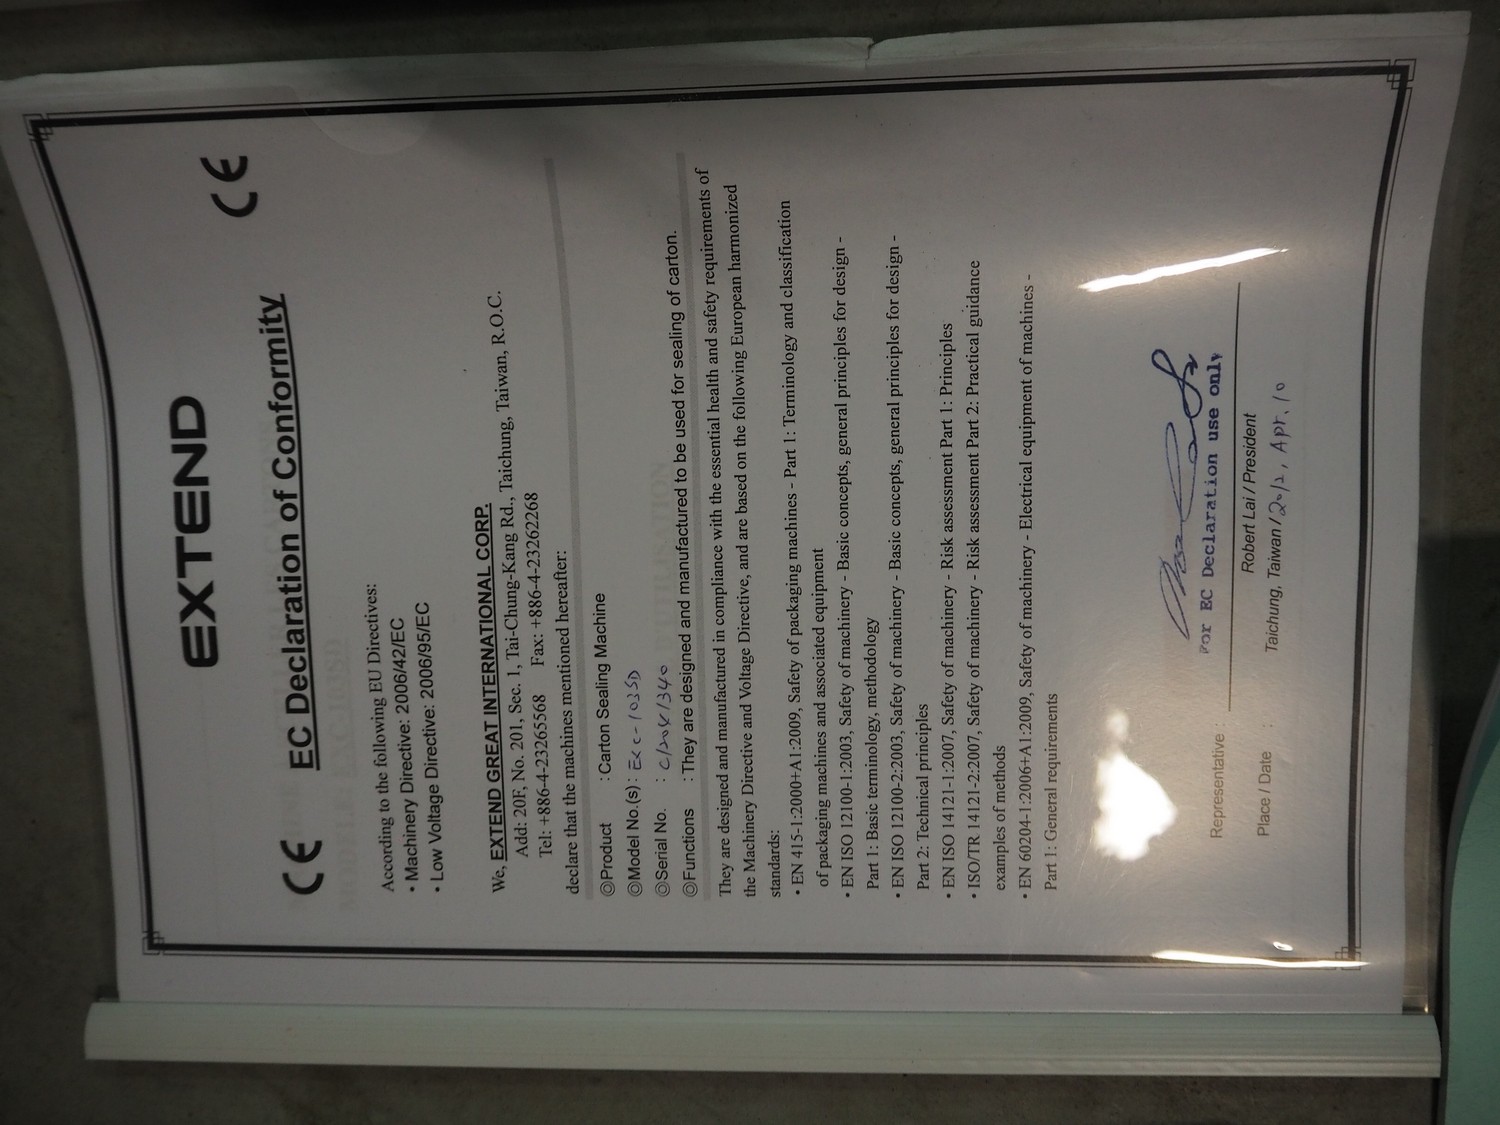 EXTEND
CE EC Declaration of Conformity CE
According to the following EU Directives:
• Machinery Directive: 2006/42/EC
• Low Voltage Directive: 2006/95/EC
We, EXTEND GREAT INTERNATIONAL CORP.
Add: 20F, No. 201, Sec. 1, Tai-Chung-Kang Rd., Taichung, Taiwan, R.O.C.
Tel: +886-4-23265568 Fax: +886-4-23262268
declare that the machines mentioned hereafter:
◎Product : Carton Sealing Machine
◎Model No.(s): EXC-103SD
◎Serial No. : C12041340
◎Functions : They are designed and manufactured to be used for sealing of carton.
They are designed and manufactured in compliance with the essential health and safety requirements of
the Machinery Directive and Voltage Directive, and are based on the following European harmonized
standards:
• EN 415-1:2000+A1:2009, Safety of packaging machines - Part 1: Terminology and classification
of packaging machines and associated equipment
• EN ISO 12100-1:2003, Safety of machinery - Basic concepts, general principles for design -
Part 1: Basic terminology, methodology
• EN ISO 12100-2:2003, Safety of machinery - Basic concepts, general principles for design -
Part 2: Technical principles
• EN ISO 14121-1:2007, Safety of machinery - Risk assessment Part 1: Principles
• ISO/TR 14121-2:2007, Safety of machinery - Risk assessment Part 2: Practical guidance
examples of methods
• EN 60204-1:2006+A1:2009, Safety of machinery - Electrical equipment of machines -
Part 1: General requirements
For EC Declaration use only
Representative :
Robert Lai / President
Place / Date : Taichung, Taiwan / 2012, Apr. 10